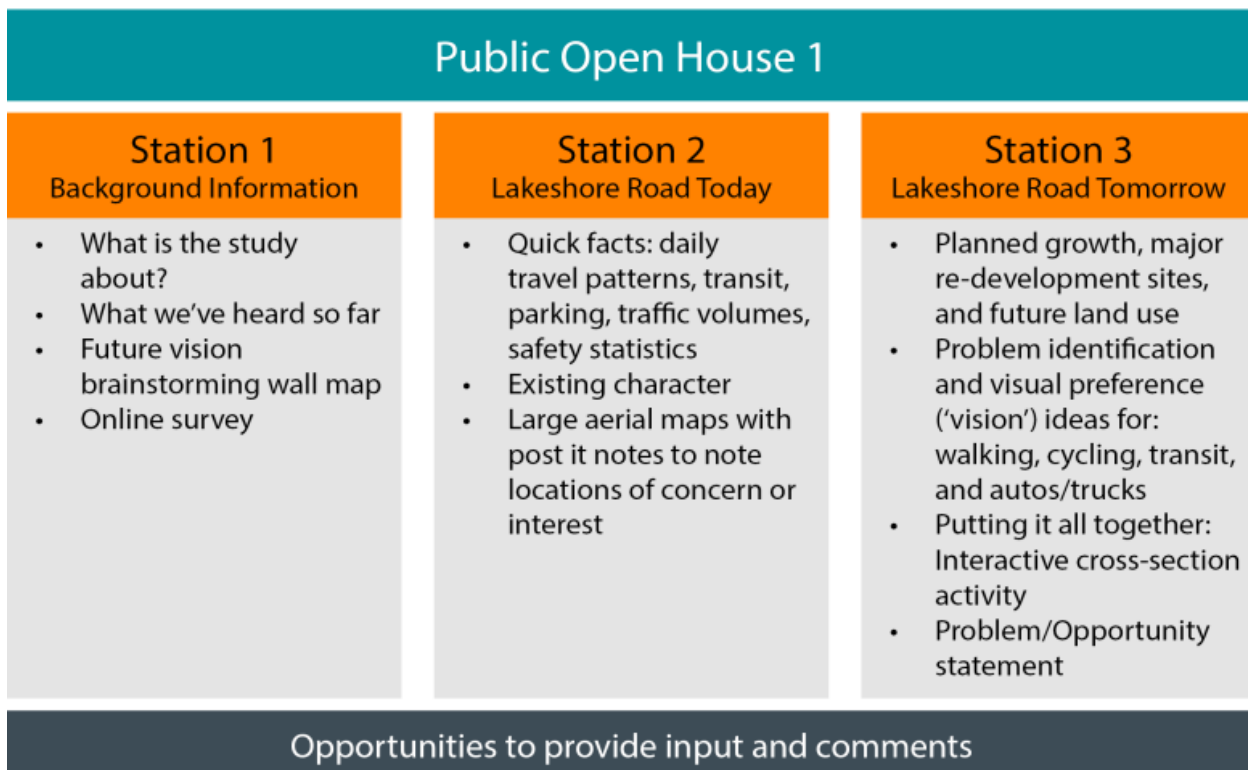 Public Open House 1
Station 1
Background Information
• What is the study
about?
• What we've heard so far
• Future vision
brainstorming wall map
• Online survey
Station 2
Lakeshore Road Today
• Quick facts: daily
travel patterns, transit,
parking, traffic volumes,
safety statistics
• Existing character
• Large aerial maps with
post it notes to note
locations of concern or
interest
Station 3
Lakeshore Road Tomorrow
• Planned growth, major
re-development sites,
and future land use
• Problem identification
and visual preference
(‘vision’) ideas for:
walking, cycling, transit,
and autos/trucks
• Putting it all together:
Interactive cross-section
activity
• Problem/Opportunity
statement
Opportunities to provide input and comments